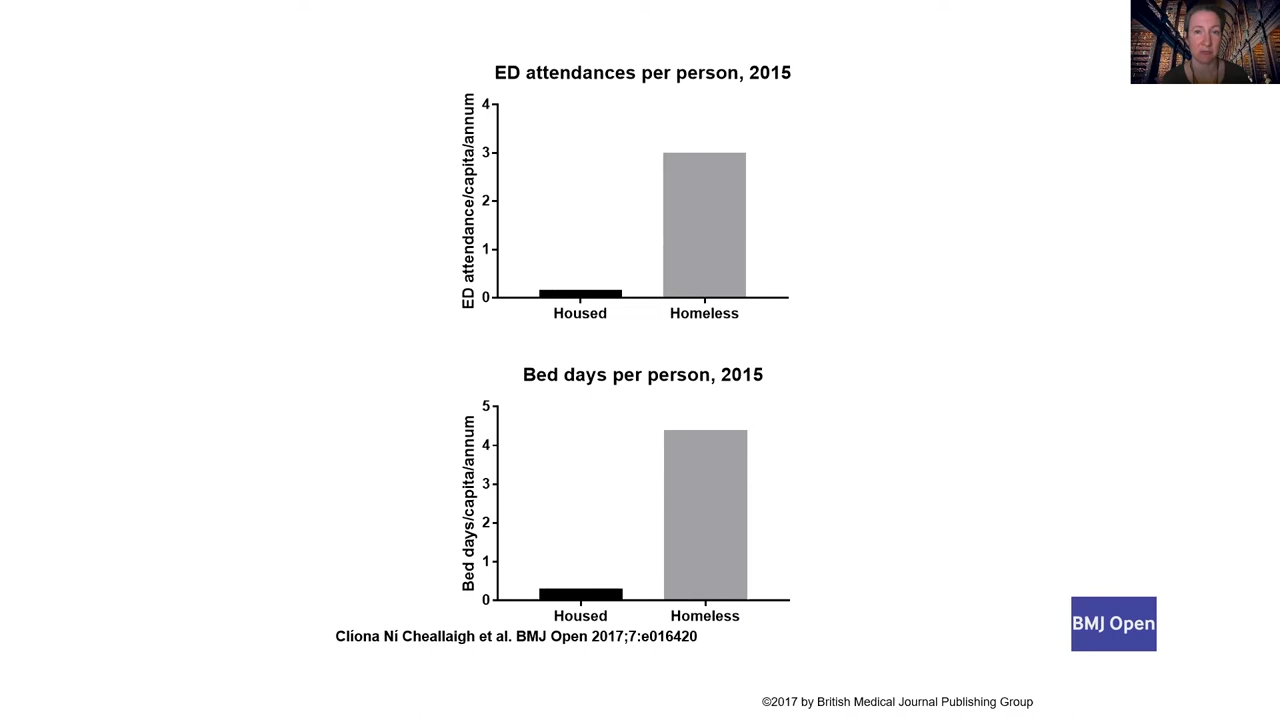 ED attendances per person, 2015
ED attendance/capita/annum
4
3
2
1
0
Housed
Homeless
Bed days per person, 2015
Bed days/capita/annum
5
4
3
2
1
0
Housed
Homeless
Clíona Ní Cheallaigh et al. BMJ Open 2017;7:e016420
BMJ Open
©2017 by British Medical Journal Publishing Group